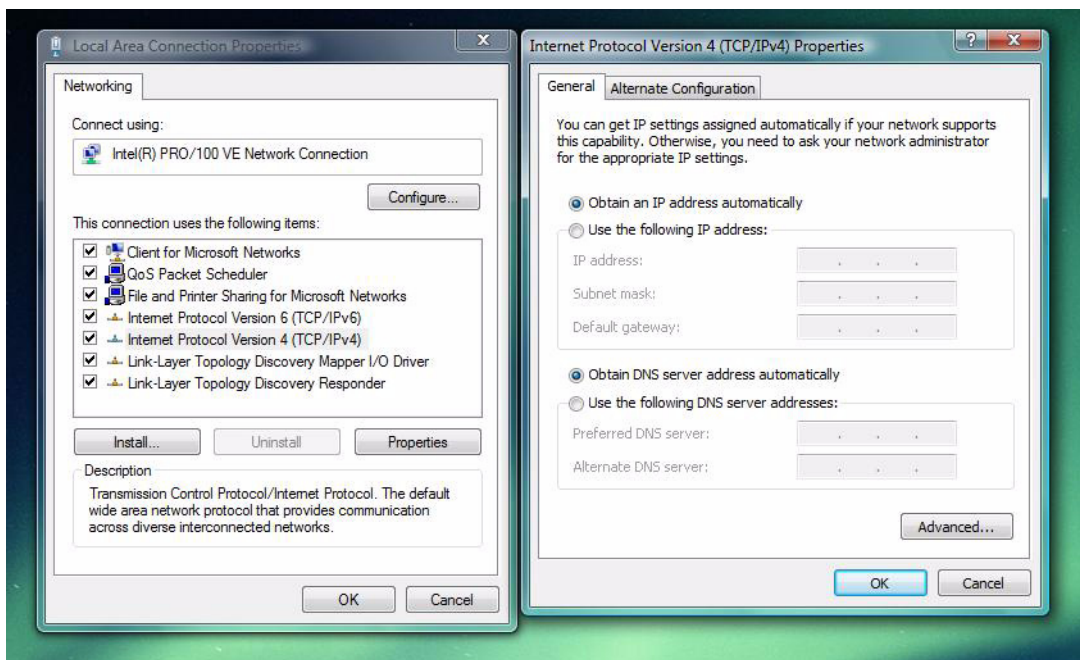 Local Area Connection Properties
Networking
Connect using:
Intel(R) PRO/100 VE Network Connection
Configure...
This connection uses the following items:
Client for Microsoft Networks
QoS Packet Scheduler
File and Printer Sharing for Microsoft Networks
Internet Protocol Version 6 (TCP/IPv6)
Internet Protocol Version 4 (TCP/IPv4)
Link-Layer Topology Discovery Mapper I/O Driver
Link-Layer Topology Discovery Responder
Install...
Uninstall
Properties
Description
Transmission Control Protocol/Internet Protocol. The default
wide area network protocol that provides communication
across diverse interconnected networks.
OK
Cancel
Internet Protocol Version 4 (TCP/IPv4) Properties
General
Alternate Configuration
You can get IP settings assigned automatically if your network supports
this capability. Otherwise, you need to ask your network administrator
for the appropriate IP settings.
Obtain an IP address automatically
Use the following IP address:
IP address:
Subnet mask:
Default gateway:
Obtain DNS server address automatically
Use the following DNS server addresses:
Preferred DNS server:
Alternate DNS server:
Advanced...
OK
Cancel